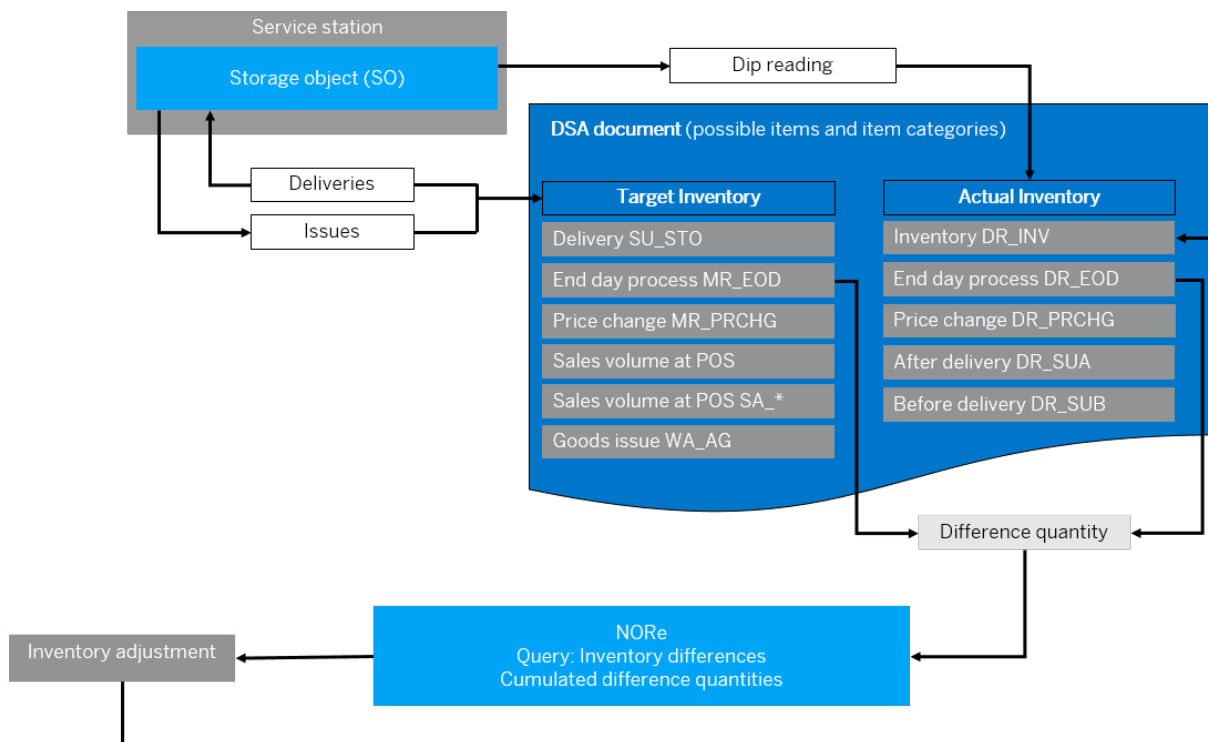 Service station
Storage object (SO)
Dip reading
DSA document (possible items and item categories)
Deliveries
Issues
Target Inventory
Delivery SU_STO
End day process MR_EOD
Price change MR_PRCHG
Sales volume at POS
Sales volume at POS SA_*
Goods issue WA_AG
Actual Inventory
Inventory DR_INV
End day process DR_EOD
Price change DR_PRCHG
After delivery DR_SUA
Before delivery DR_SUB
Difference quantity
NORe
Query: Inventory differences
Cumulated difference quantities
Inventory adjustment